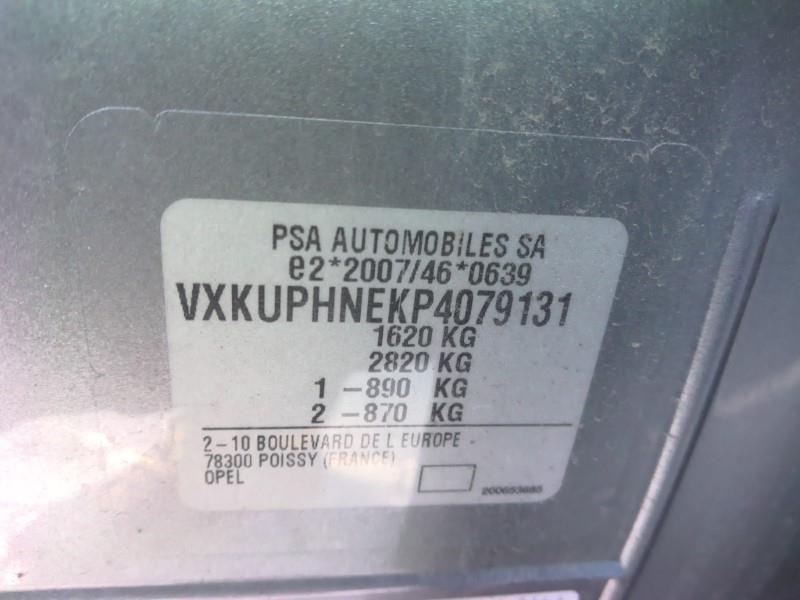 PSA AUTOMOBILES SA
e2*2007/46*0639
VXKUPHNEKP4079131
1620 KG
2820 KG
1 -890 KG
2 -870 KG
2-10 BOULEVARD DE L EUROPE
78300 POISSY (FRANCE)
OPEL
200653685